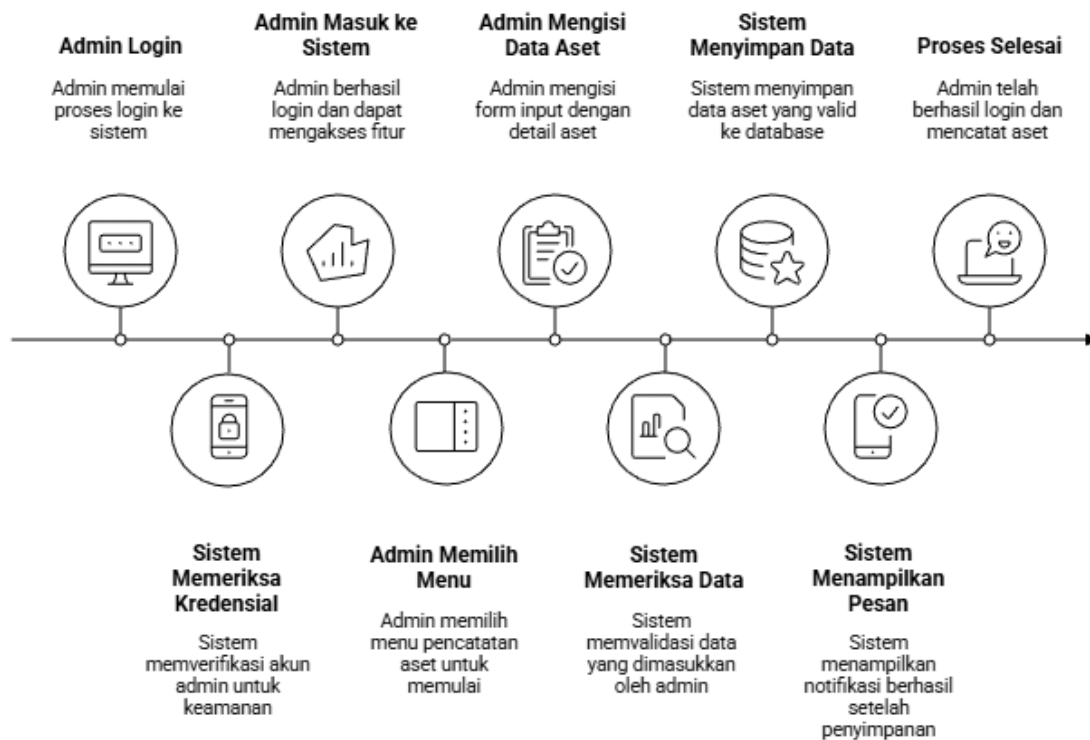 Admin Login
Admin memulai
proses login ke
sistem
Admin Masuk ke
Sistem
Admin berhasil
login dan dapat
mengakses fitur
Admin Mengisi
Data Aset
Admin mengisi
form input dengan
detail aset
Sistem
Menyimpan Data
Sistem menyimpan
data aset yang valid
ke database
Proses Selesai
Admin telah
berhasil login dan
mencatat aset
Sistem
Memeriksa
Kredensial
Sistem
memverifikasi akun
admin untuk
keamanan
Admin Memilih
Menu
Admin memilih
menu pencatatan
aset untuk
memulai
Sistem
Memeriksa Data
Sistem
memvalidasi data
yang dimasukkan
oleh admin
Sistem
Menampilkan
Pesan
Sistem
menampilkan
notifikasi berhasil
setelah
penyimpanan